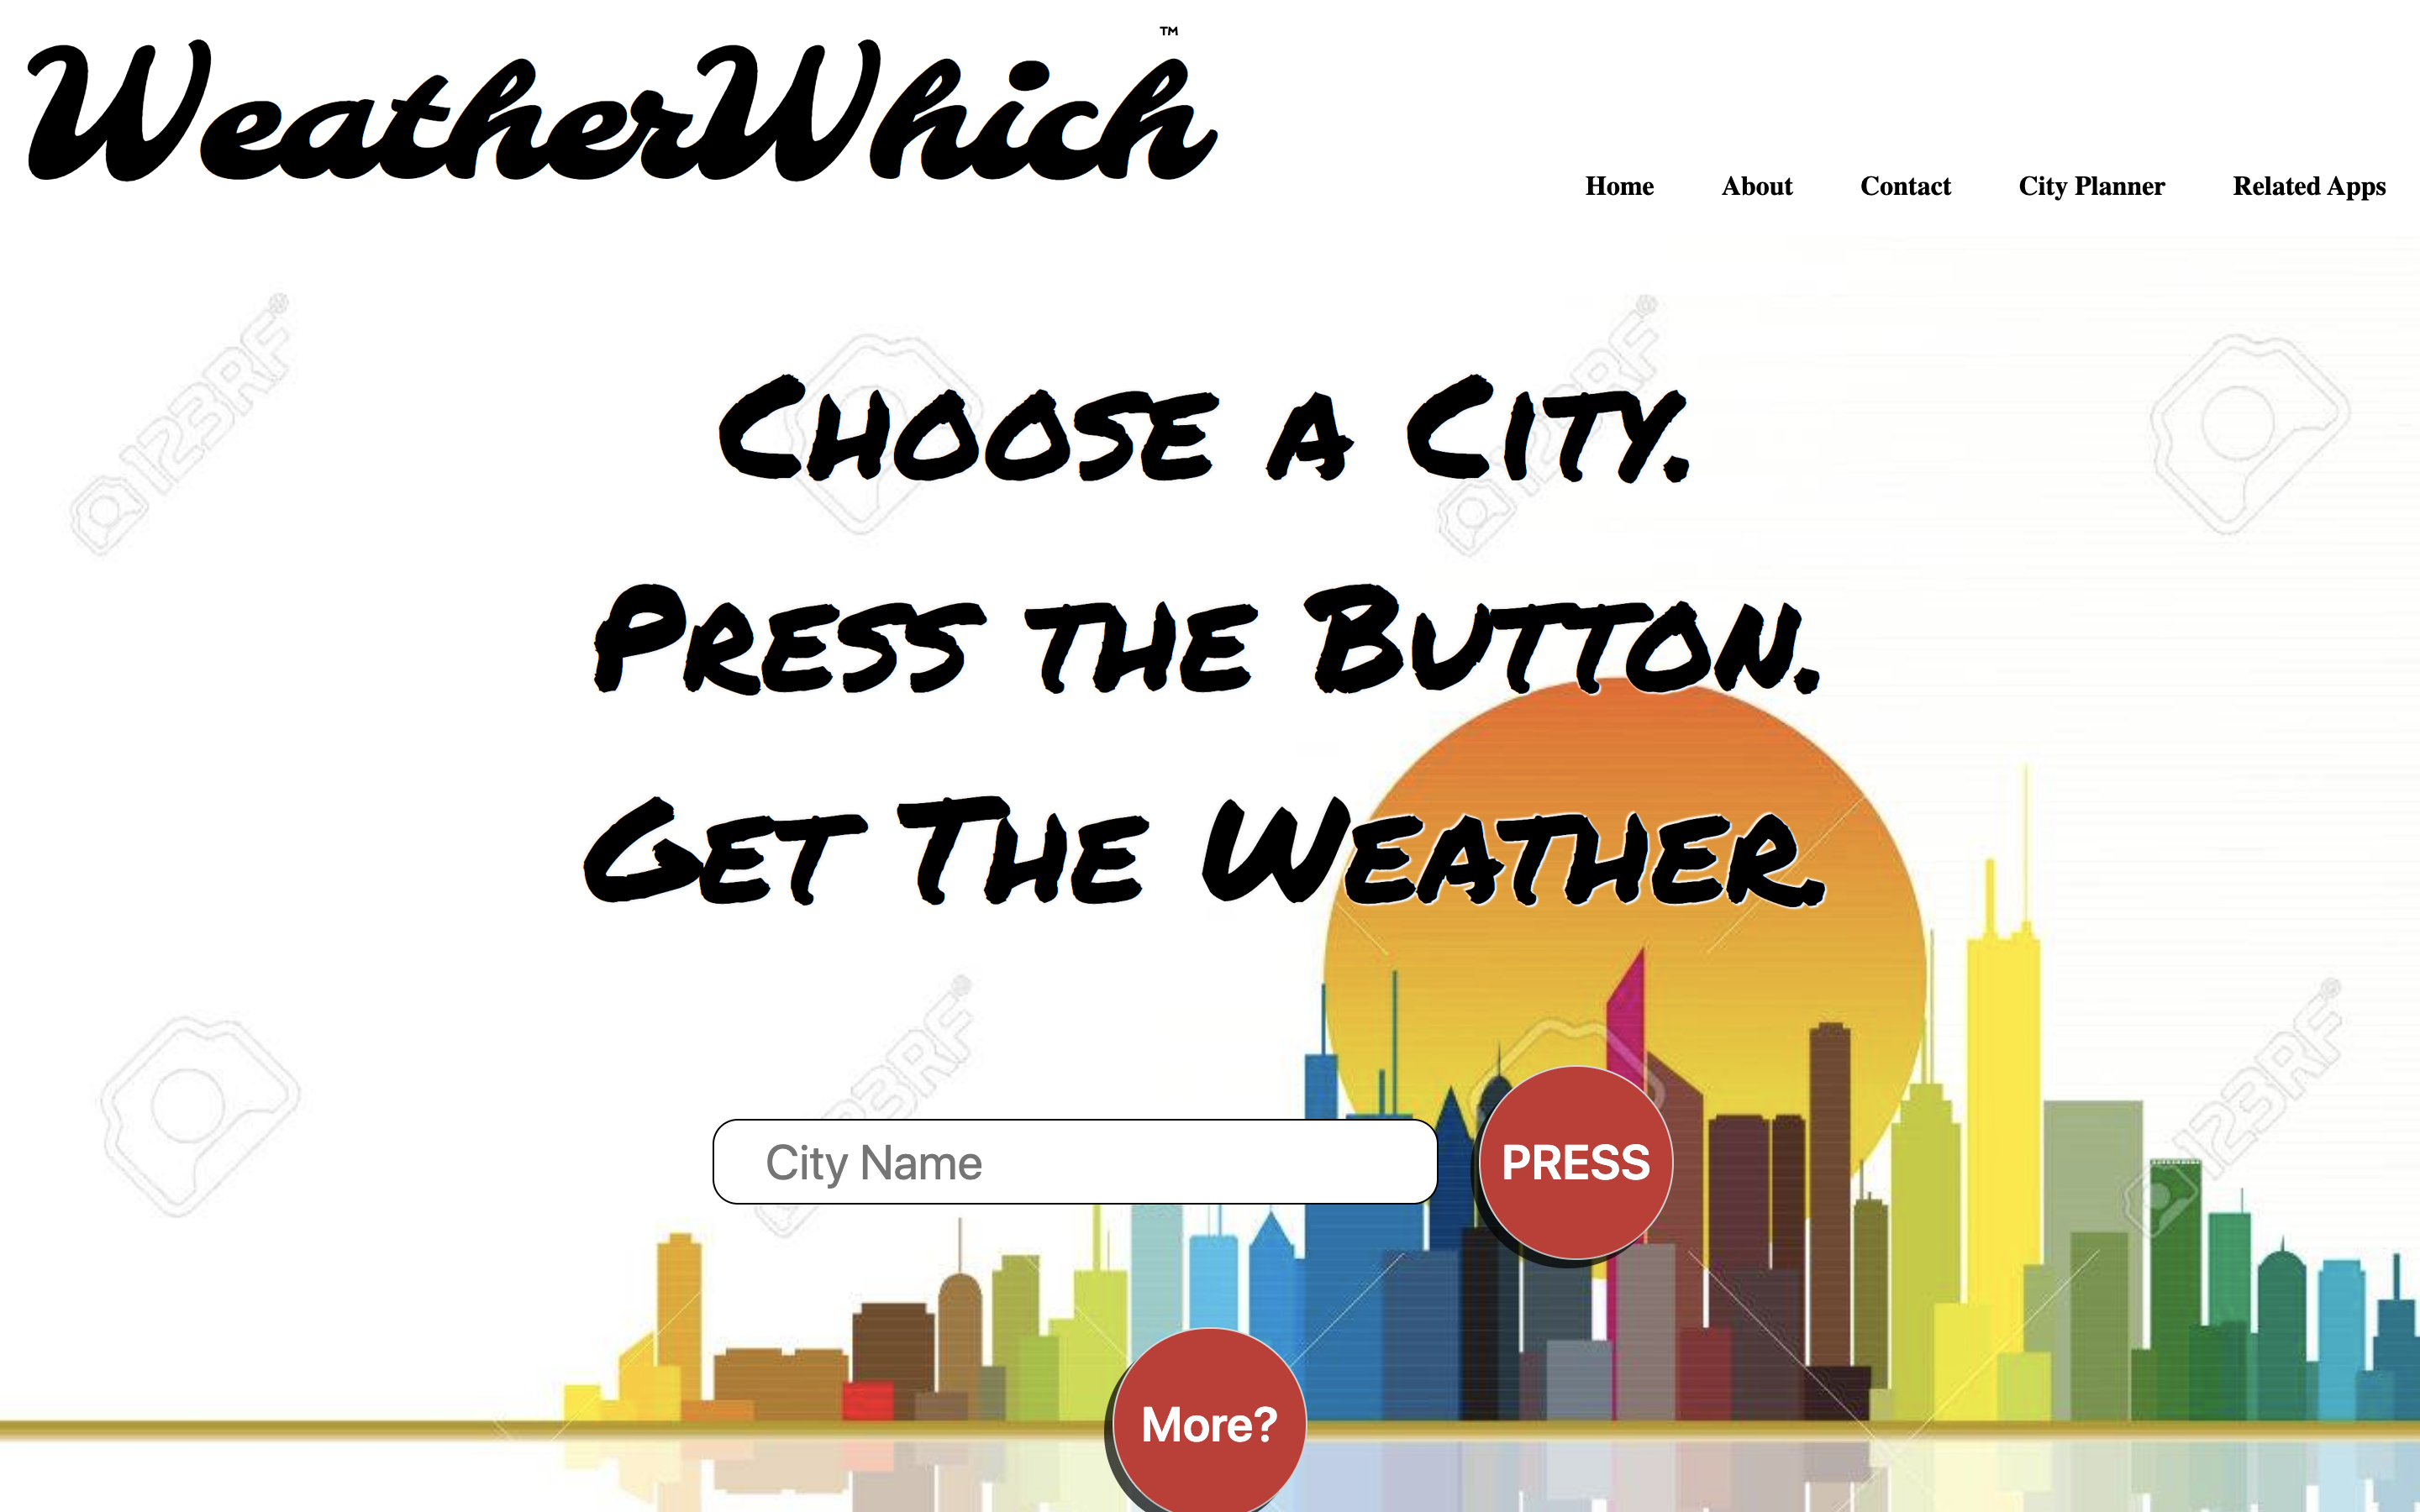 WeatherWhich™
Home About Contact City Planner Related Apps
Choose a City.
Press the Button.
Get The Weather.
City Name
PRESS
More?
123RF®
123RF®
123RF®
123RF®